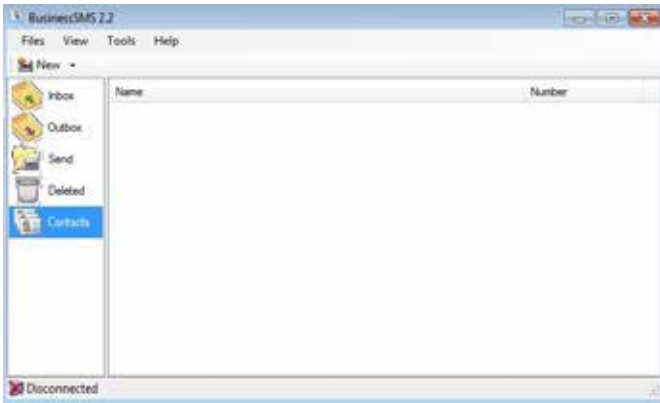 BusinessSMS 2.2
Files View Tools Help
New
Name Number
Inbox
Outbox
Send
Deleted
Contacts
Disconnected